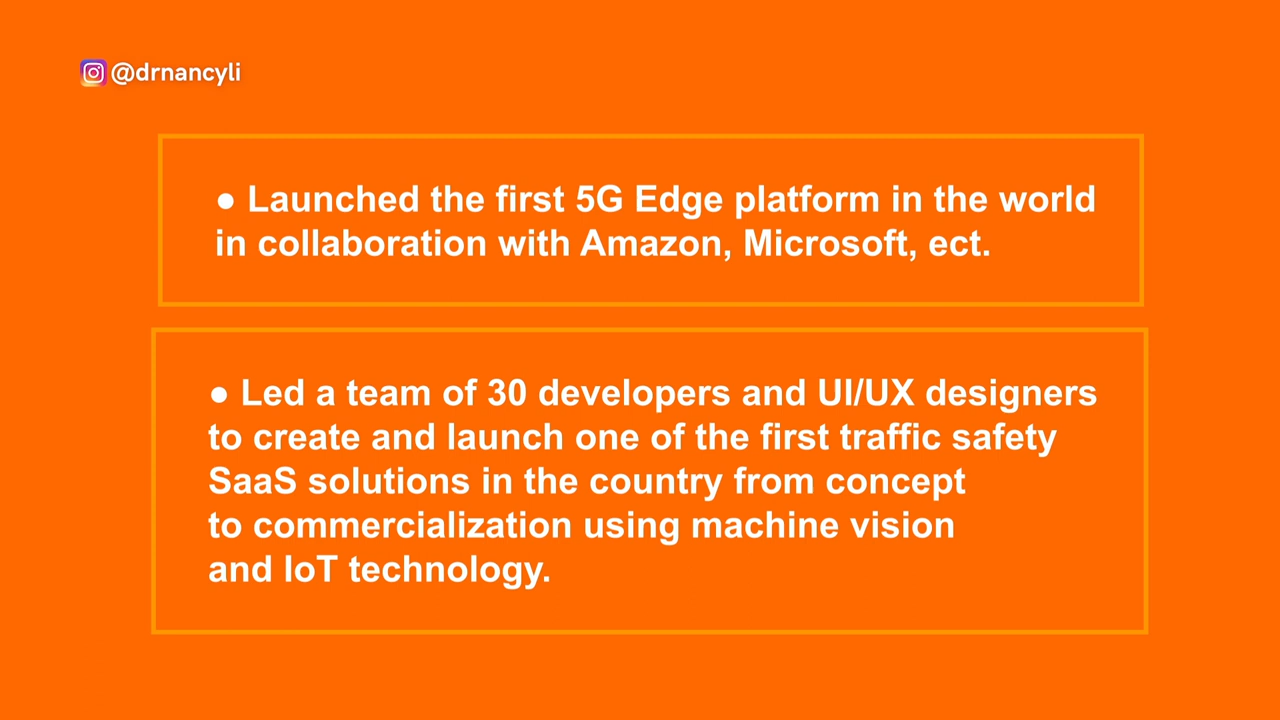 @drnancyli
● Launched the first 5G Edge platform in the world
in collaboration with Amazon, Microsoft, ect.
● Led a team of 30 developers and UI/UX designers
to create and launch one of the first traffic safety
SaaS solutions in the country from concept
to commercialization using machine vision
and IoT technology.